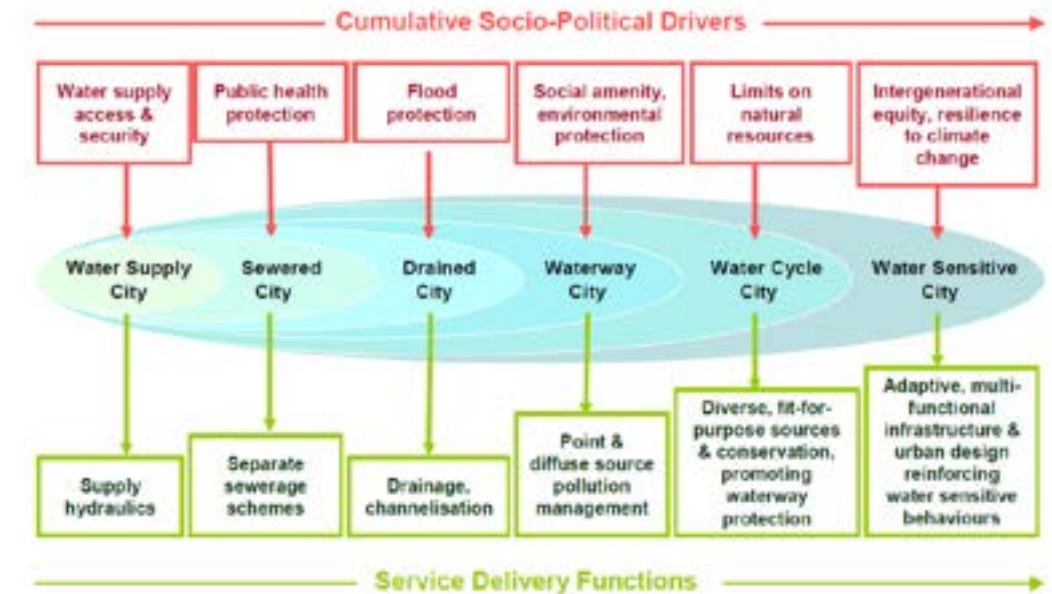 Cumulative Socio-Political Drivers
Water supply
access &
security
Public health
protection
Flood
protection
Social amenity,
environmental
protection
Limits on
natural
resources
Intergenerational
equity, resilience
to climate
change
Water Supply
City
Sewered
City
Drained
City
Waterway
City
Water Cycle
City
Water Sensitive
City
Supply
hydraulics
Separate
sewerage
schemes
Drainage,
channelisation
Point &
diffuse source
pollution
management
Diverse, fit-for-
purpose sources
& conservation,
promoting
waterway
protection
Adaptive, multi-
functional
infrastructure &
urban design
reinforcing
water sensitive
behaviours
Service Delivery Functions